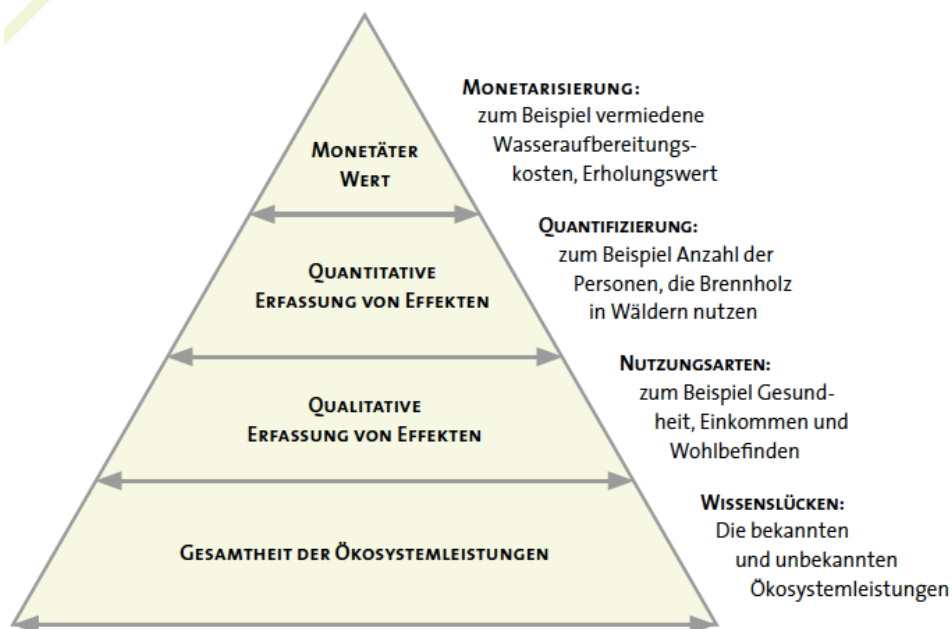 MONETARISIERUNG:
zum Beispiel vermiedene
Wasseraufbereitungs-
kosten, Erholungswert
MONETÄTER
WERT
QUANTIFIZIERUNG:
zum Beispiel Anzahl der
Personen, die Brennholz
in Wäldern nutzen
QUANTITATIVE
ERFASSUNG VON EFFEKTEN
NUTZUNGSARTEN:
zum Beispiel Gesund-
heit, Einkommen und
Wohlbefinden
QUALITATIVE
ERFASSUNG VON EFFEKTEN
WISSENSLÜCKEN:
Die bekannten
und unbekannten
Ökosystemleistungen
GESAMTHEIT DER ÖKOSYSTEMLEISTUNGEN